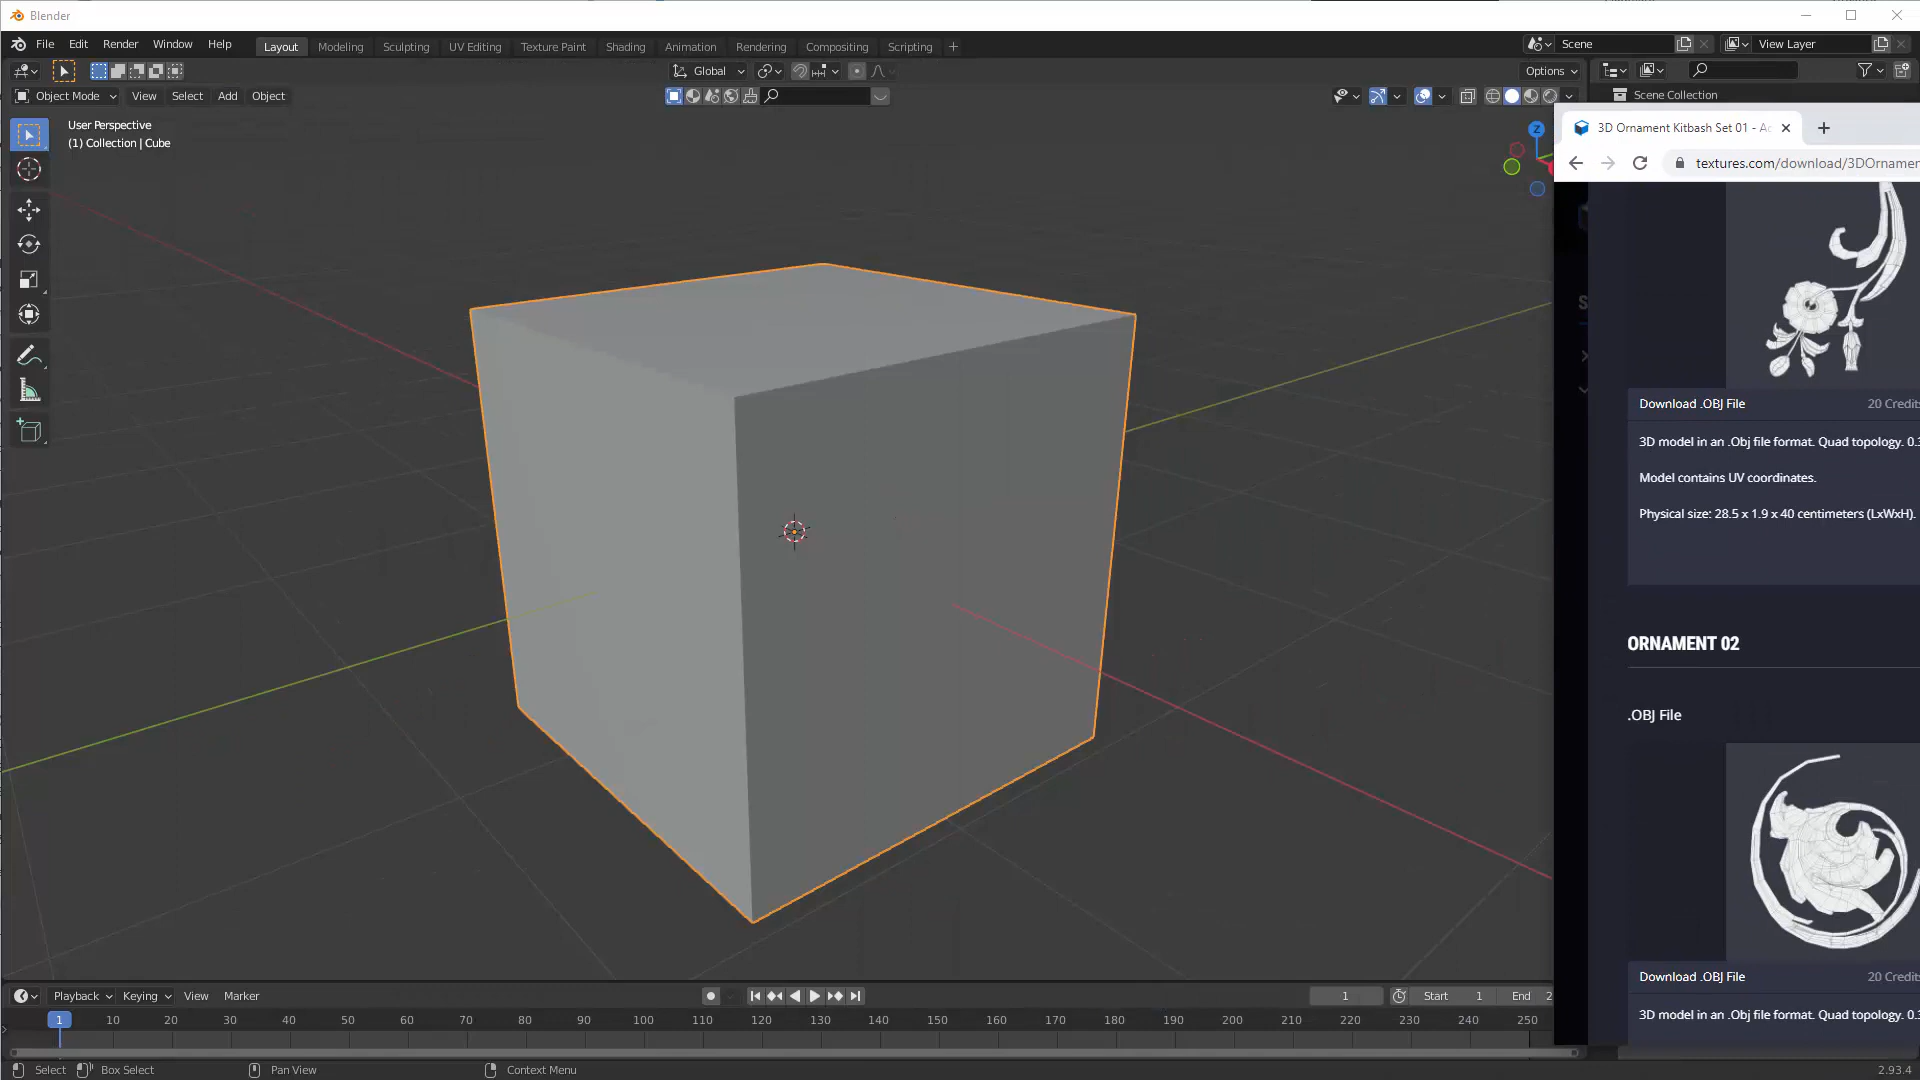 Blender
File Edit Render Window Help Layout Modeling Sculpting UV Editing Texture Paint Shading Animation Rendering Compositing Scripting + Scene View Layer
Global Options
Object Mode View Select Add Object
Scene Collection
User Perspective
(1) Collection | Cube
Z
3D Ornament Kitbash Set 01 - Ac
textures.com/download/3DOrnamen
Download .OBJ File 20 Credits
3D model in an .Obj file format. Quad topology. 0.3
Model contains UV coordinates.
Physical size: 28.5 x 1.9 x 40 centimeters (LxWxH).
ORNAMENT 02
.OBJ File
Download .OBJ File 20 Credits
3D model in an .Obj file format. Quad topology. 0.3
Playback Keying View Marker 1 Start 1 End 2
1 10 20 30 40 50 60 70 80 90 100 110 120 130 140 150 160 170 180 190 200 210 220 230 240 250
Select Box Select Pan View Context Menu 2.93.4